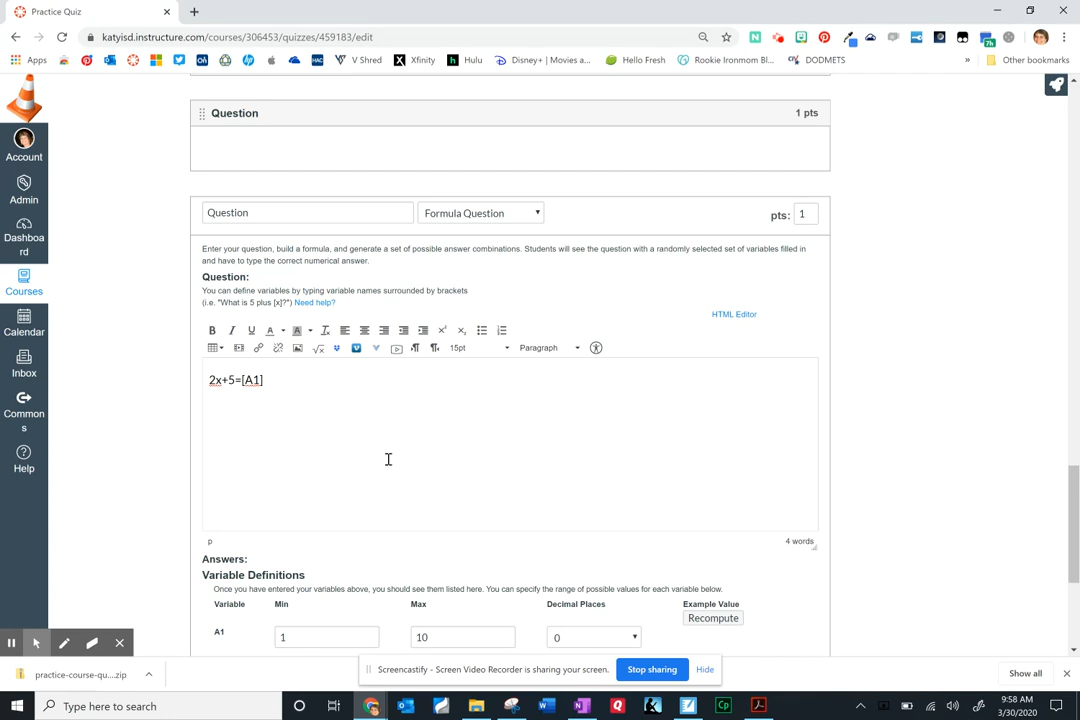 Practice Quiz
katyisd.instructure.com/courses/306453/quizzes/459183/edit
Apps
V Shred
Xfinity
Hulu
Disney+ | Movies a...
Hello Fresh
Rookie Ironmom Bl...
DODMETS
»
Other bookmarks
Account
Admin
Dashboa
rd
Courses
Calendar
Inbox
Common
s
Help
Question
1 pts
Question
Formula Question
pts:
1
Enter your question, build a formula, and generate a set of possible answer combinations. Students will see the question with a randomly selected set of variables filled in
and have to type the correct numerical answer.
Question:
You can define variables by typing variable names surrounded by brackets
(i.e. "What is 5 plus [x]?") Need help?
HTML Editor
15pt
Paragraph
2x+5=[A1]
p
4 words
Answers:
Variable Definitions
Once you have entered your variables above, you should see them listed here. You can specify the range of possible values for each variable below.
Variable
Min
Max
Decimal Places
Example Value
Recompute
A1
1
10
0
Screencastify - Screen Video Recorder is sharing your screen.
Stop sharing
Hide
practice-course-qu....zip
Show all
Type here to search
9:58 AM
3/30/2020